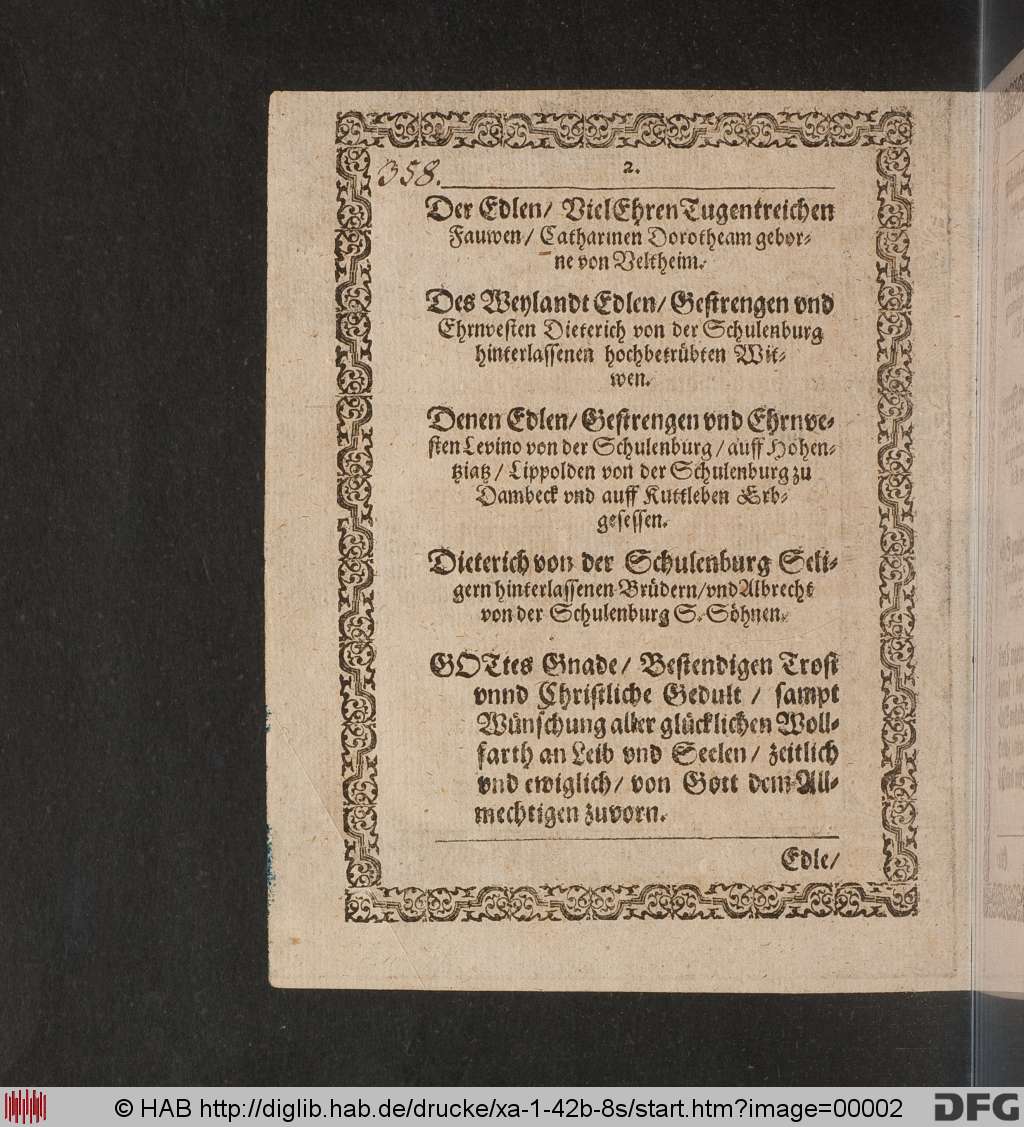 358.
2.
Der Edlen/ VielEhrenTugentreichen
Fauwen/ Catharinen Dorotheam gebor-
ne von Veltheim.
Des Weylandt Edlen/ Gestrengen vnd
Ehrnvesten Dieterich von der Schulenburg
hinterlassenen hochbetrübten Wit-
wen.
Denen Edlen/ Gestrengen vnd Ehrnve-
sten Levino von der Schulenburg/ auff Hohen-
tziatz/ Lippolden von der Schulenburg zu
Dambeck vnd auff Kuttleben Erb-
gesessen.
Dieterich von der Schulenburg Seli-
gern hinterlassenen Brüdern/ vnd Albrecht
von der Schulenburg S. Söhnen.
GOTtes Gnade/ Bestendigen Trost
vnnd Christliche Gedult/ sampt
Wünschung aller glücklichen Woll-
farth an Leib vnd Seelen/ zeitlich
vnd ewiglich/ von Gott dem All-
mechtigen zuvorn.
Edle/
© HAB http://diglib.hab.de/drucke/xa-1-42b-8s/start.htm?image=00002
DFG